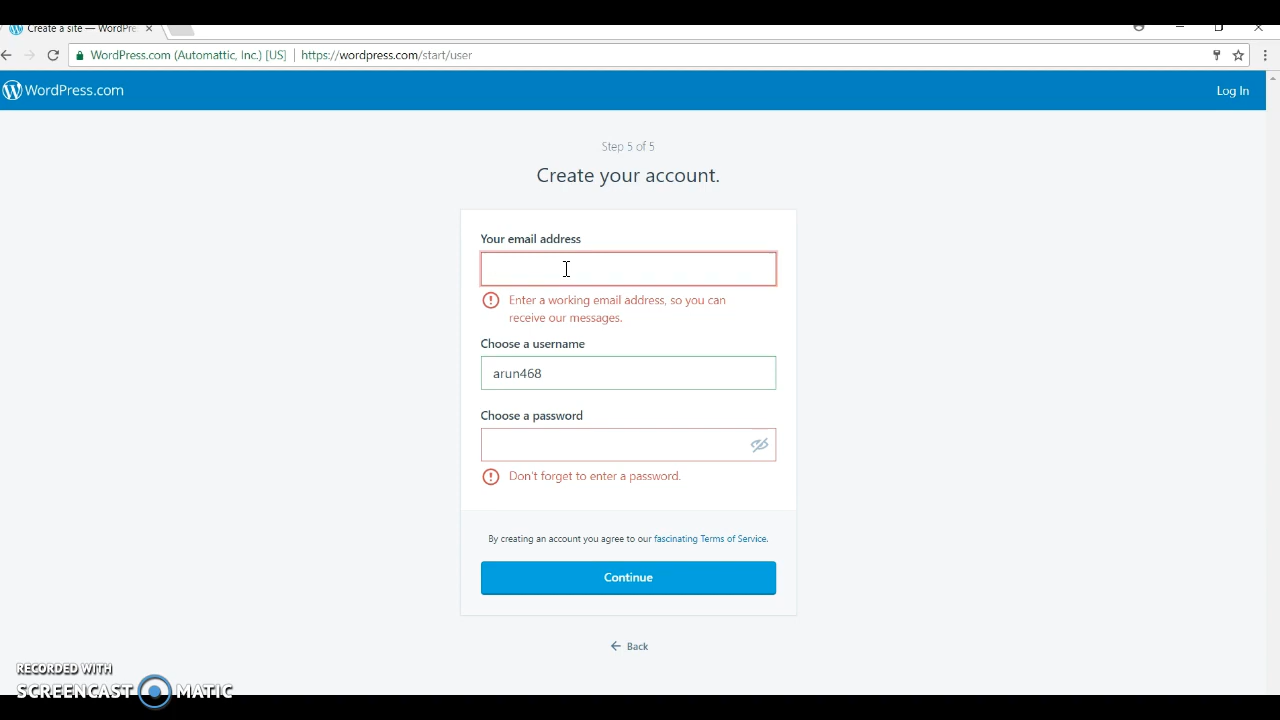 Create a site — WordPre
WordPress.com (Automattic, Inc.) [US] https://wordpress.com/start/user
WordPress.com
Log In
Step 5 of 5
Create your account.
Your email address
Enter a working email address, so you can
receive our messages.
Choose a username
arun468
Choose a password
Don't forget to enter a password.
By creating an account you agree to our fascinating Terms of Service.
Continue
← Back
RECORDED WITH
SCREENCAST MATIC